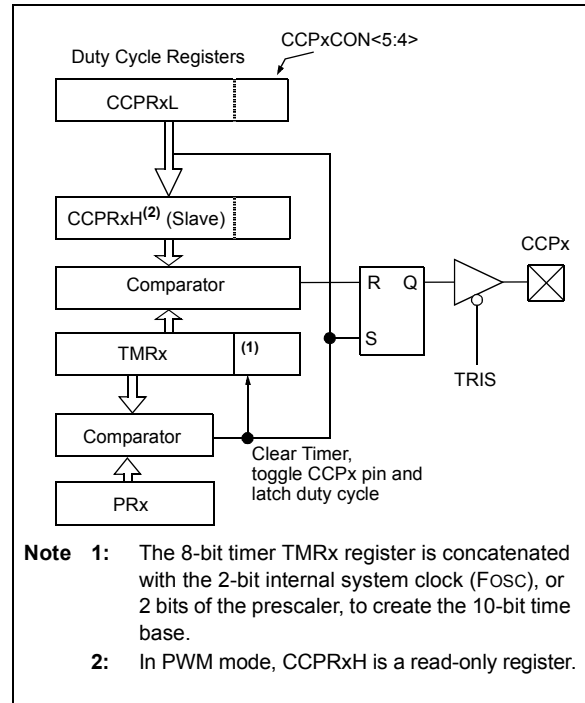 CCPxCON<5:4>
Duty Cycle Registers
CCPRxL
CCPRxH(2) (Slave)
CCPx
Comparator
R Q
TMRx (1)
S
TRIS
Comparator
Clear Timer,
toggle CCPx pin and
latch duty cycle
PRx
Note 1: The 8-bit timer TMRx register is concatenated
with the 2-bit internal system clock (FOSC), or
2 bits of the prescaler, to create the 10-bit time
base.
2: In PWM mode, CCPRxH is a read-only register.